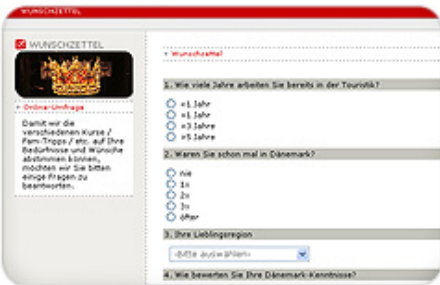 WUNSCHZETTEL
WUNSCHZETTEL
Online-Umfrage
Damit wir die
verschiedenen Kurse /
Fam-Tripps / etc. auf Ihre
Bedürfnisse und Wünsche
abstimmen können,
möchten wir Sie bitten
einige Fragen zu
beantworten.
Wunschzettel
1. Wie viele Jahre arbeiten Sie bereits in der Touristik?
<1 Jahr
>1 Jahr
>3 Jahre
>5 Jahre
2. Waren Sie schon mal in Dänemark?
nie
1x
2x
3x
öfter
3. Ihre Lieblingsregion
-Bitte auswählen-
4. Wie bewerten Sie Ihre Dänemark-Kenntnisse?